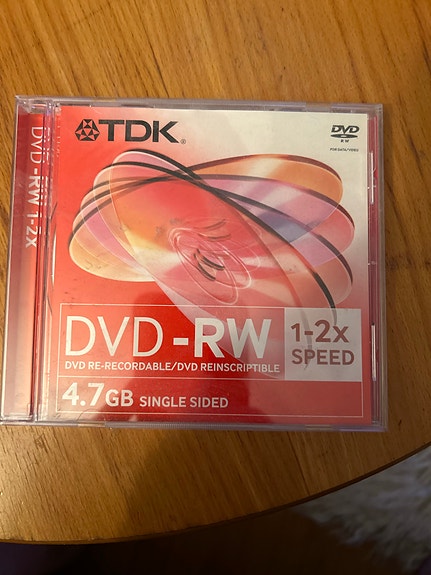 TDK®
DVD
R W
FOR DATA/VIDEO
DVD-RW 1-2x
DVD-RW
1-2x
SPEED
DVD RE-RECORDABLE/DVD REINSCRIPTIBLE
4.7GB SINGLE SIDED